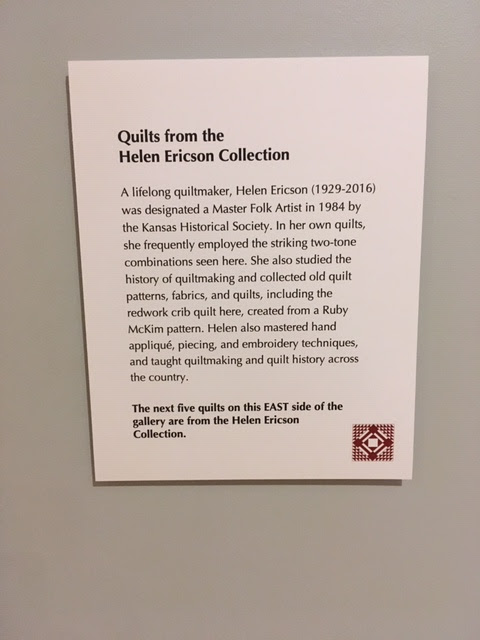 Quilts from the
Helen Ericson Collection
A lifelong quiltmaker, Helen Ericson (1929-2016)
was designated a Master Folk Artist in 1984 by
the Kansas Historical Society. In her own quilts,
she frequently employed the striking two-tone
combinations seen here. She also studied the
history of quiltmaking and collected old quilt
patterns, fabrics, and quilts, including the
redwork crib quilt here, created from a Ruby
McKim pattern. Helen also mastered hand
appliqué, piecing, and embroidery techniques,
and taught quiltmaking and quilt history across
the country.
The next five quilts on this EAST side of the
gallery are from the Helen Ericson
Collection.